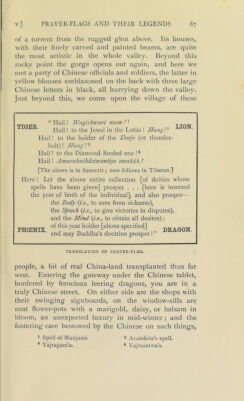 v.] PRAYER-FLAGS AND THEIR LEGENDS 87
of a torrent from the rugged glen above. Its houses,
with their finely carved and painted beams, are quite
the most artistic in the whole valley. Beyond this
rocky point the gorge opens out again, and here we
met a party of Chinese officials and soldiers, the latter in
yellow blouses emblazoned on the back with three large
Chinese letters in black, all hurrying down the valley.
Just beyond this, we come upon the village of these
TIGER. LION.
"Hail! Wagishwari mum!¹
Hail! to the Jewel in the Lotus! Hung!²
Hail! to the holder of the Dorje (or thunder-
bolt)! Hung!³
Hail! to the Diamond Souled one!⁴
Hail! Amarahnihdsivantiye swahah!
[The above is in Sanscrit; now follows in Tibetan.]
Here! Let the above entire collection [of deities whose
spells have been given] prosper . . . [here is inserted
the year of birth of the individual], and also prosper—
the Body (i.e., to save from sickness),
the Speech (i.e., to give victories in disputes),
and the Mind (i.e., to obtain all desires);
PHŒNIX. of this year holder [above specified] DRAGON.
and may Buddha's doctrine prosper!"
TRANSLATION OF PRAYER-FLAG.
people, a bit of real China-land transplanted thus far
west. Entering the gateway under the Chinese tablet,
bordered by ferocious leering dragons, you are in a
truly Chinese street. On either side are the shops with
their swinging signboards, on the window-sills are
neat flower-pots with a marigold, daisy, or balsam in
bloom, an unexpected luxury in mid-winter; and the
fostering care bestowed by the Chinese on such things,
¹ Spell of Manjusri. ² Avalokita's spell.
³ Vajrapani's. ⁴ Vajrasatwa's.